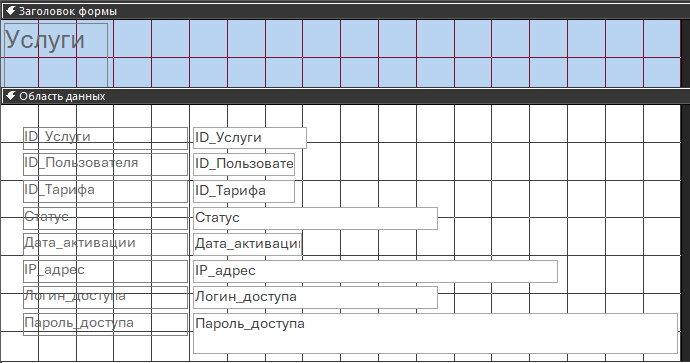 Заголовок формы
Услуги
Область данных
ID_Услуги ID_Услуги
ID_Пользователя ID_Пользовате
ID_Тарифа ID_Тарифа
Статус Статус
Дата_активации Дата_активаци
IP_адрес IP_адрес
Логин_доступа Логин_доступа
Пароль_доступа Пароль_доступа